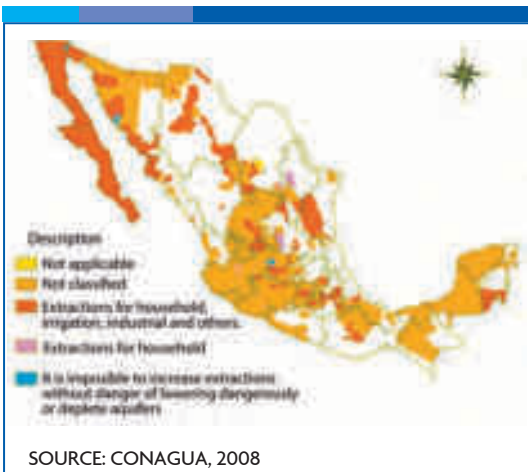 Description
Not applicable
Not classified
Extractions for household,
irrigation, industrial and others.
Extractions for household
It is impossible to increase extractions
without danger of lowering dangerously
or deplete aquifers
SOURCE: CONAGUA, 2008